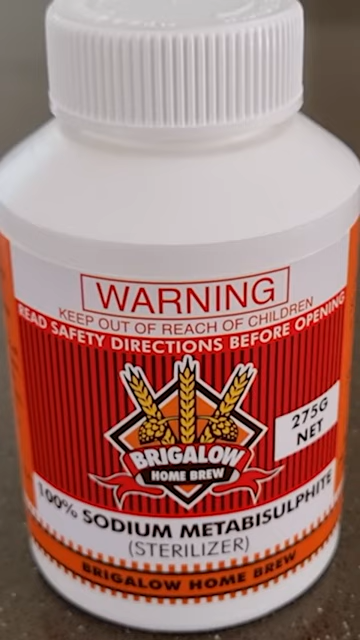 WARNING
KEEP OUT OF REACH OF CHILDREN
READ SAFETY DIRECTIONS BEFORE OPENING
275G
NET
BRIGALOW
HOME BREW
100% SODIUM METABISULPHITE
(STERILIZER)
BRIGALOW HOME BREW